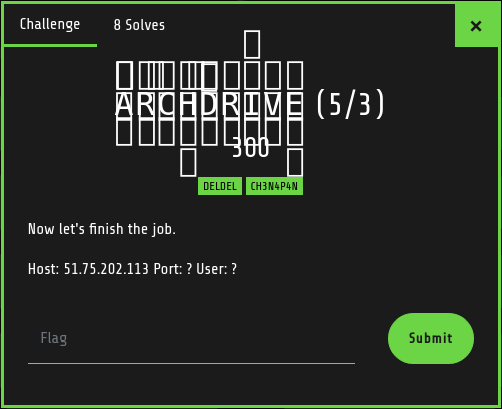 Challenge
8 Solves
×
ARCHDRIVE (5/3)
300
DELDEL CH3N4P4N
Now let's finish the job.
Host: 51.75.202.113 Port: ? User: ?
Flag
Submit